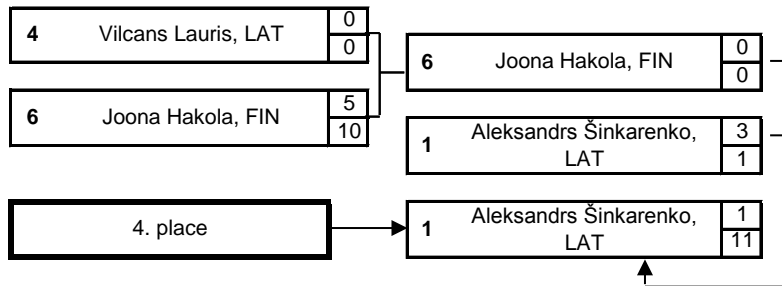 4 Vilcans Lauris, LAT 0
0
6 Joona Hakola, FIN 5
10
6 Joona Hakola, FIN 0
0
1 Aleksandrs Šinkarenko, LAT 3
1
4. place
1 Aleksandrs Šinkarenko, LAT 1
11